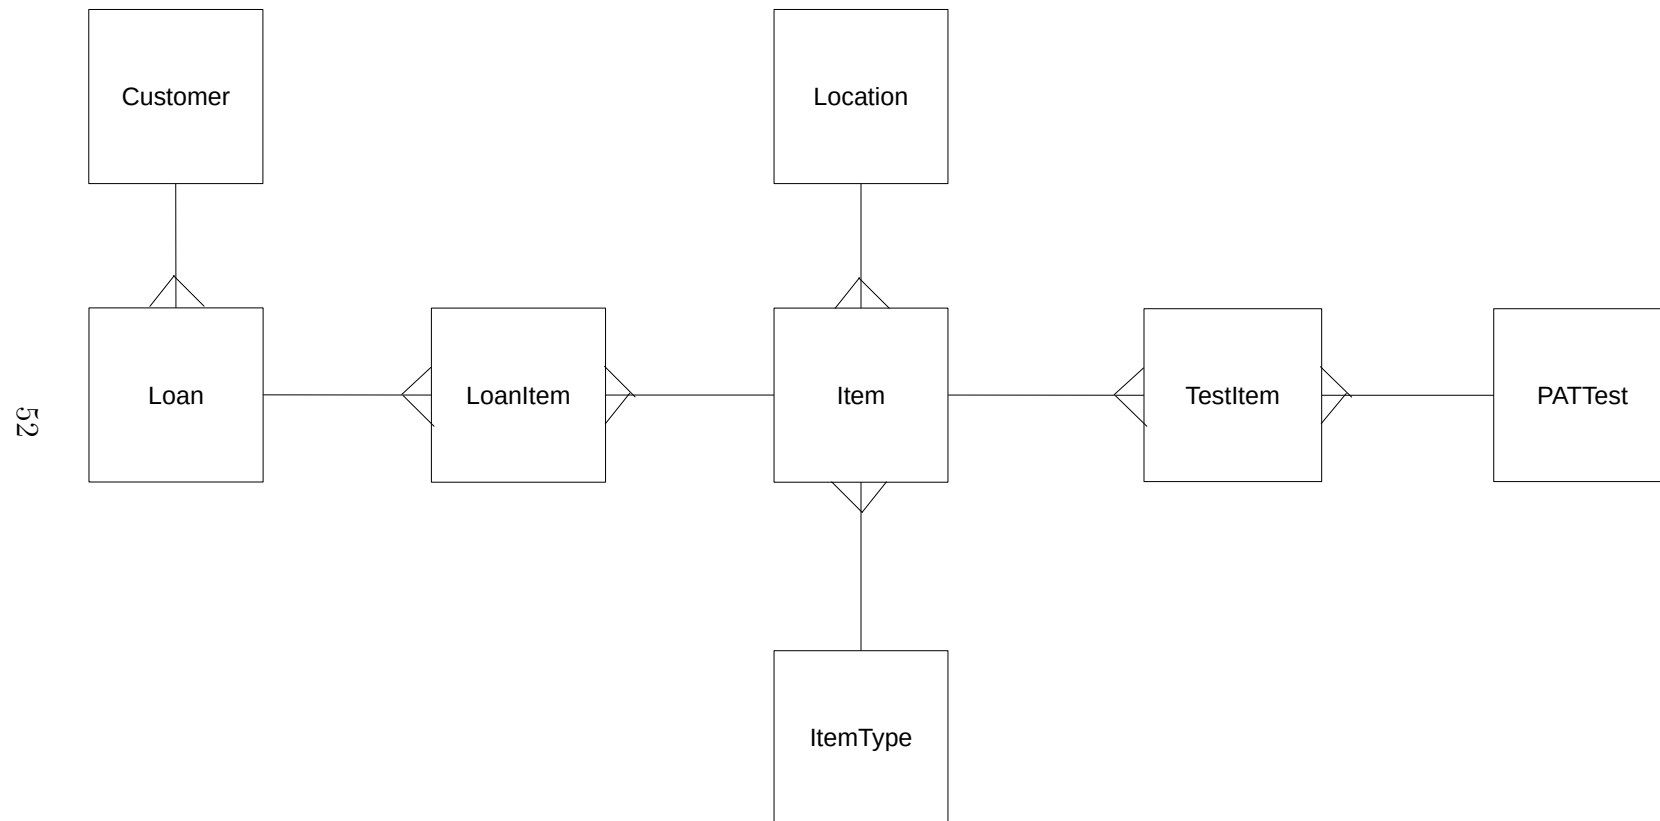 Customer
Location
Loan
LoanItem
Item
TestItem
PATTest
ItemType
52